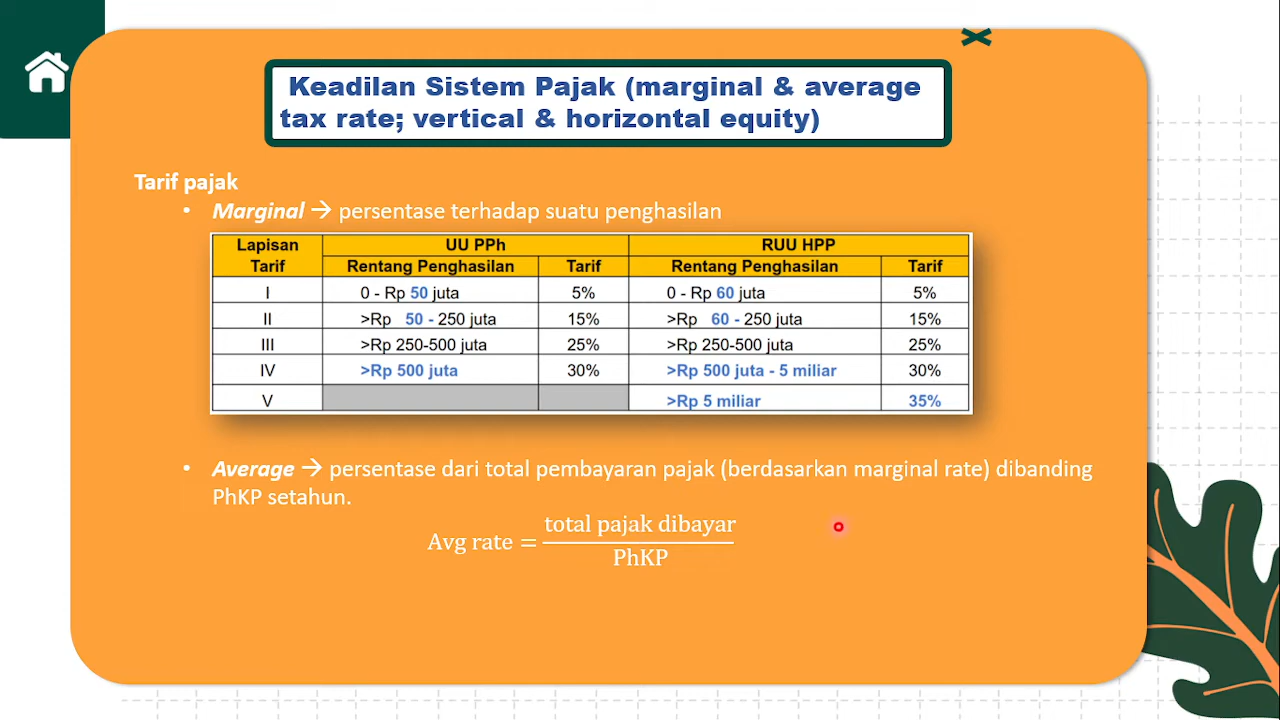 Keadilan Sistem Pajak (marginal & average
tax rate; vertical & horizontal equity)
Tarif pajak
• Marginal → persentase terhadap suatu penghasilan
Lapisan Tarif UU PPh RUU HPP
Rentang Penghasilan Tarif Rentang Penghasilan Tarif
I 0 - Rp 50 juta 5% 0 - Rp 60 juta 5%
II >Rp 50 - 250 juta 15% >Rp 60 - 250 juta 15%
III >Rp 250-500 juta 25% >Rp 250-500 juta 25%
IV >Rp 500 juta 30% >Rp 500 juta - 5 miliar 30%
V >Rp 5 miliar 35%
• Average → persentase dari total pembayaran pajak (berdasarkan marginal rate) dibanding
PhKP setahun.
Avg rate = total pajak dibayar
PhKP